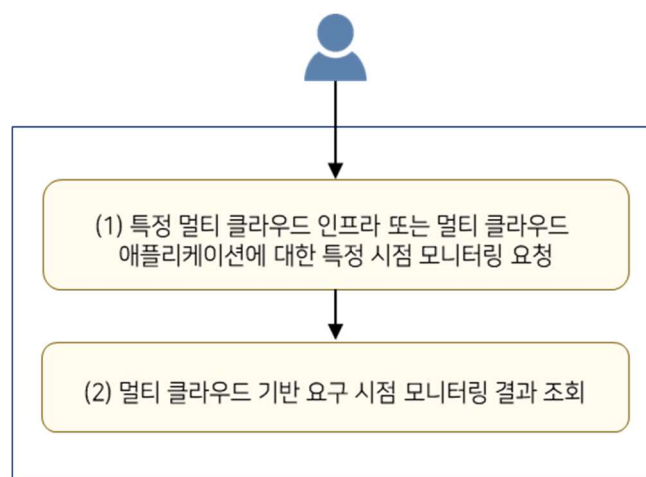 (1) 특정 멀티 클라우드 인프라 또는 멀티 클라우드
애플리케이션에 대한 특정 시점 모니터링 요청
(2) 멀티 클라우드 기반 요구 시점 모니터링 결과 조회